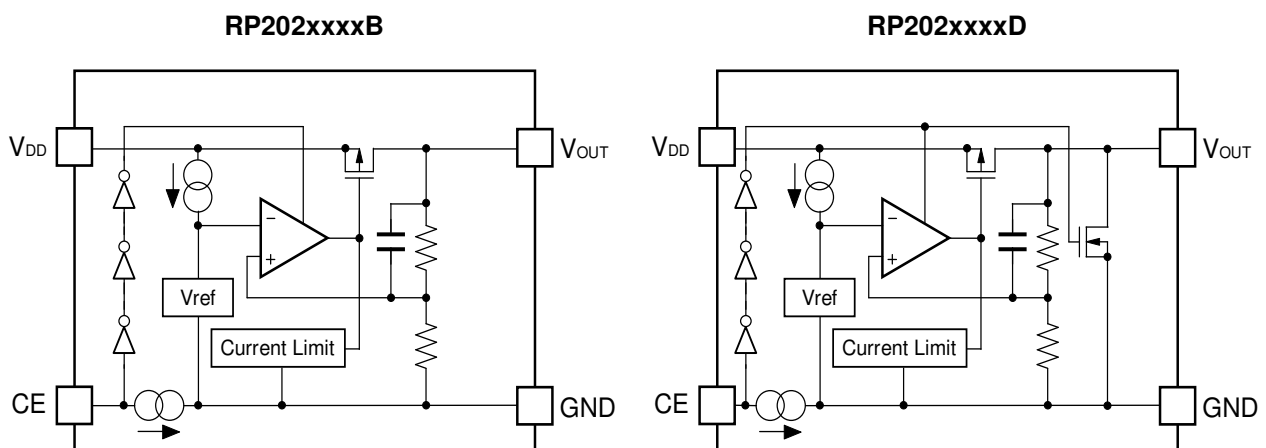 RP202xxxxB
VDD
VOUT
−
+
Vref
Current Limit
CE
GND
RP202xxxxD
VDD
VOUT
−
+
Vref
Current Limit
CE
GND